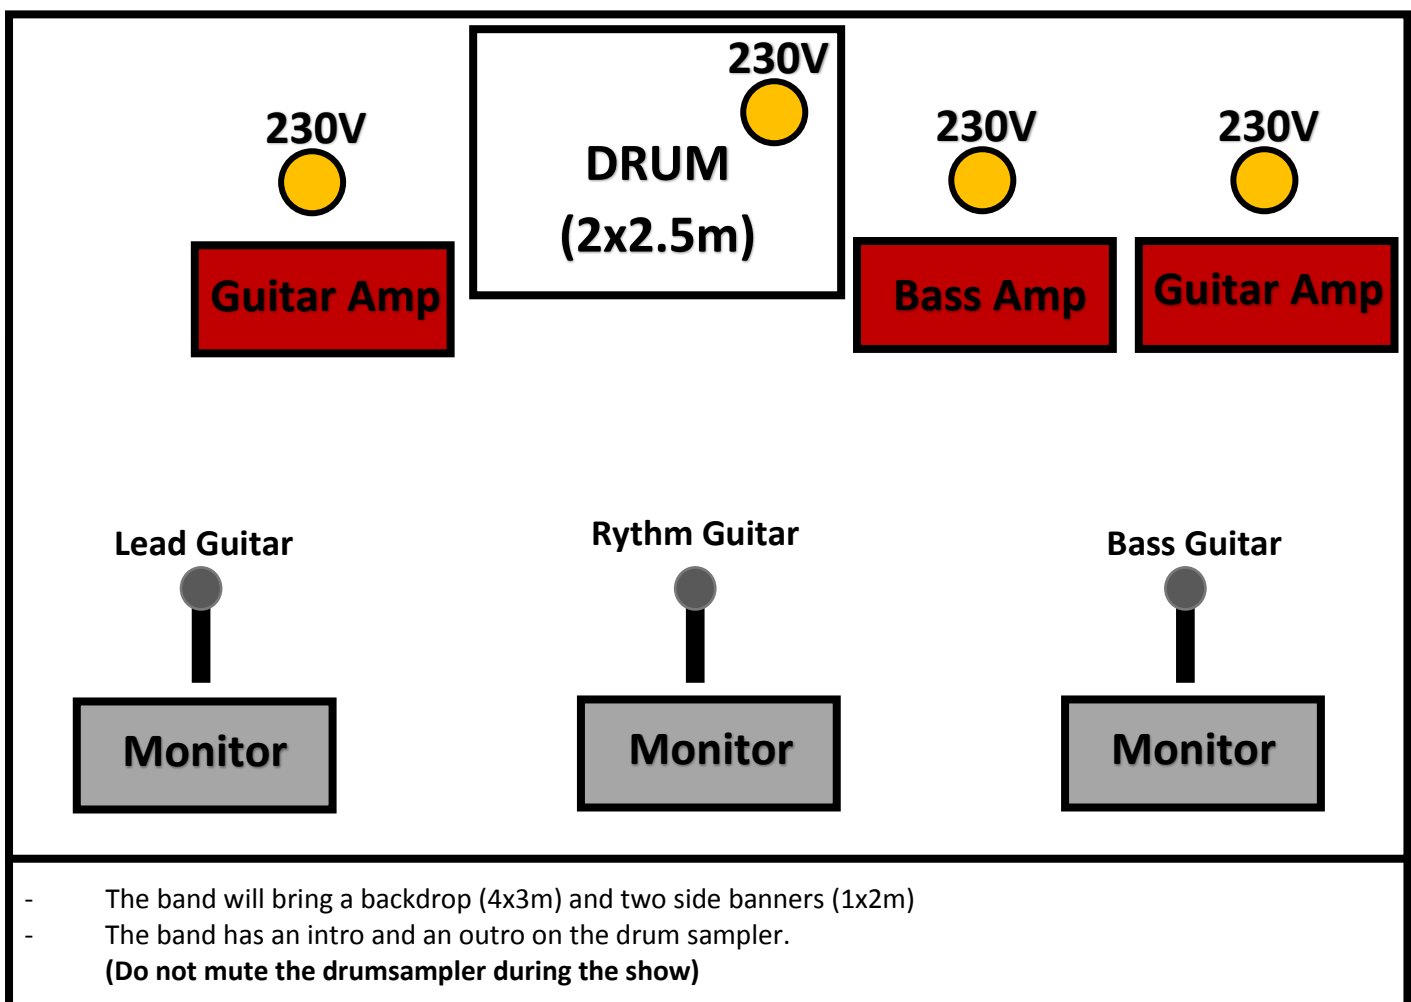 230V
230V
230V
230V
DRUM
(2x2.5m)
Guitar Amp
Bass Amp
Guitar Amp
Lead Guitar
Rythm Guitar
Bass Guitar
Monitor
Monitor
Monitor
- The band will bring a backdrop (4x3m) and two side banners (1x2m)
- The band has an intro and an outro on the drum sampler.
(Do not mute the drumsampler during the show)